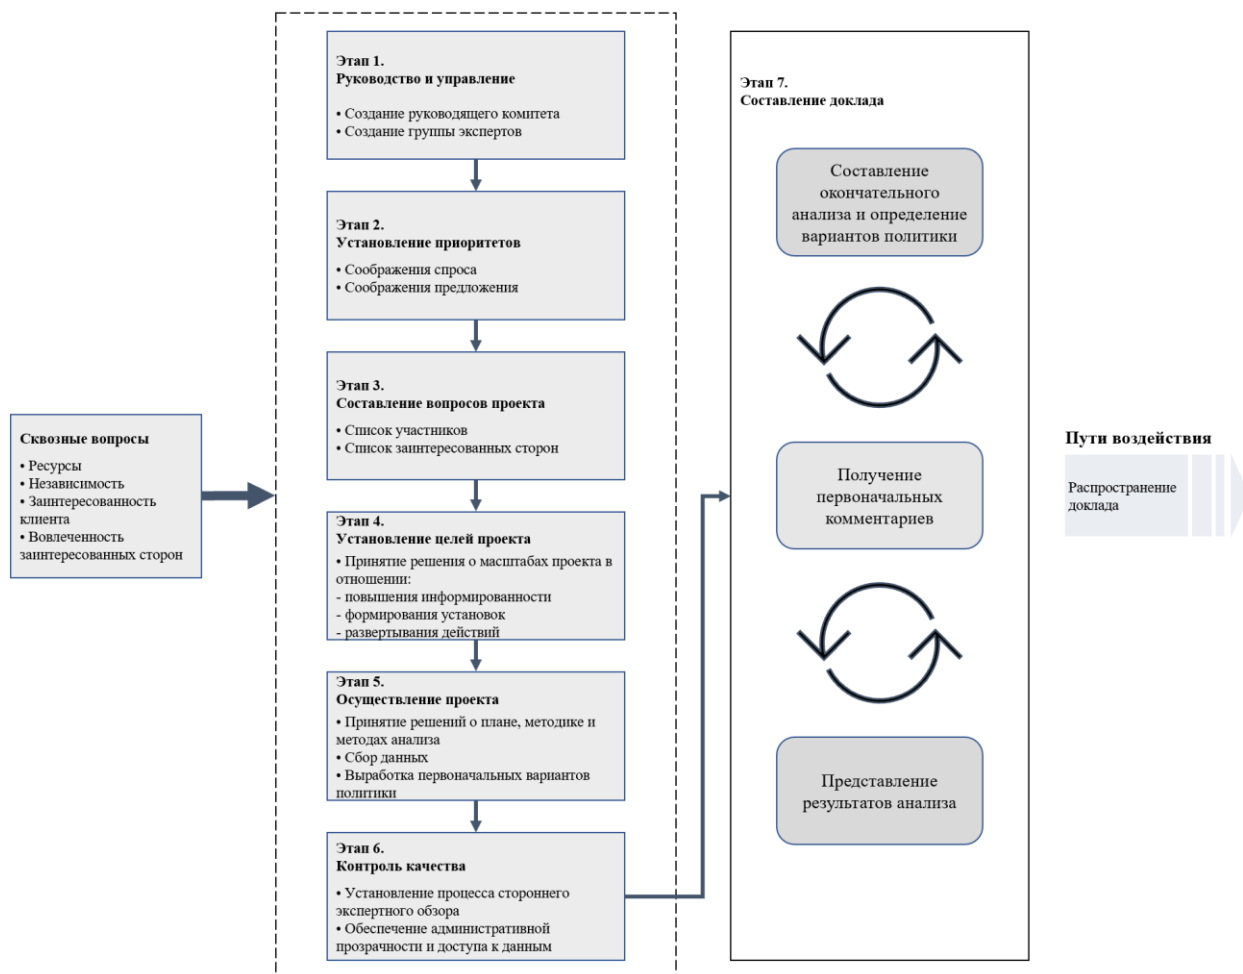 Сквозные вопросы
• Ресурсы
• Независимость
• Заинтересованность
клиента
• Вовлеченность
заинтересованных сторон
Этап 1.
Руководство и управление
• Создание руководящего комитета
• Создание группы экспертов
Этап 2.
Установление приоритетов
• Соображения спроса
• Соображения предложения
Этап 3.
Составление вопросов проекта
• Список участников
• Список заинтересованных сторон
Этап 4.
Установление целей проекта
• Принятие решения о масштабах проекта в
отношении:
- повышения информированности
- формирования установок
- развертывания действий
Этап 5.
Осуществление проекта
• Принятие решений о плане, методике и
методах анализа
• Сбор данных
• Выработка первоначальных вариантов
политики
Этап 6.
Контроль качества
• Установление процесса стороннего
экспертного обзора
• Обеспечение административной
прозрачности и доступа к данным
Этап 7.
Составление доклада
Составление
окончательного
анализа и определение
вариантов политики
Получение
первоначальных
комментариев
Представление
результатов анализа
Пути воздействия
Распространение
доклада